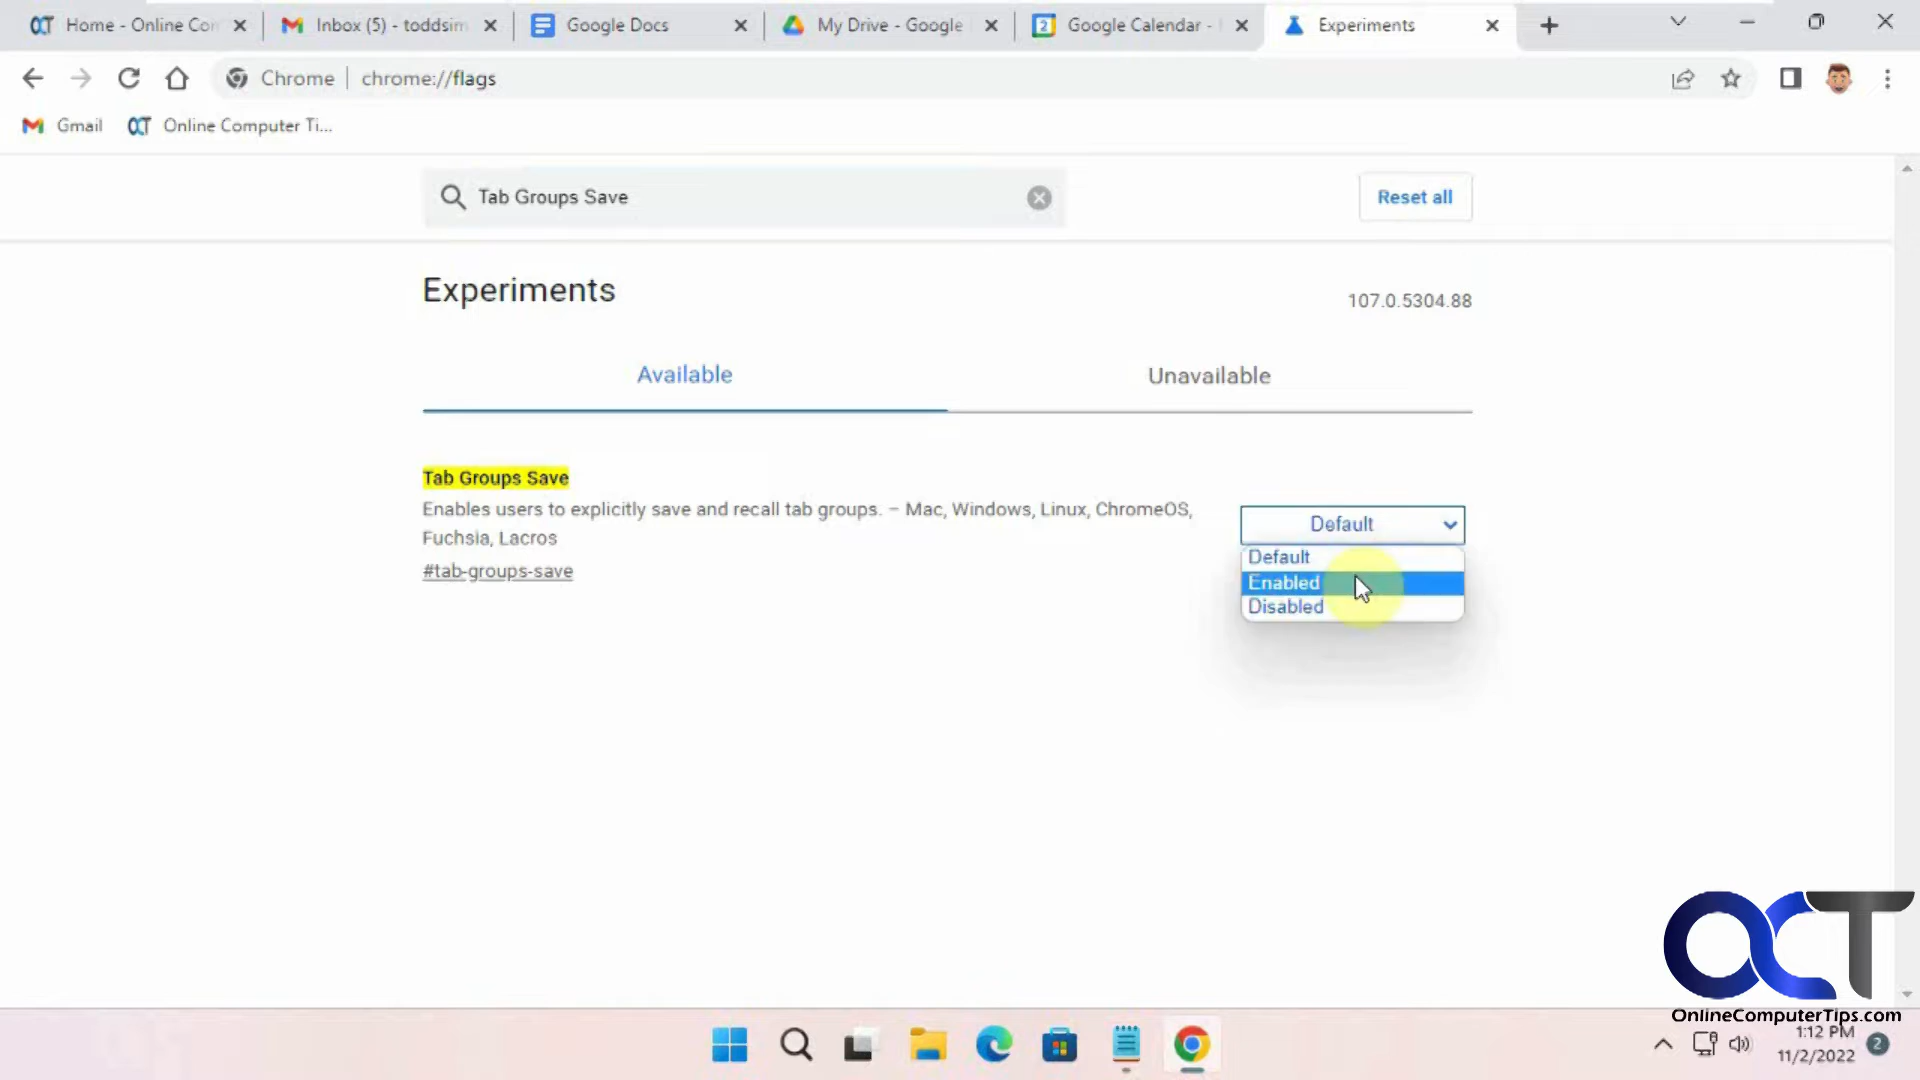 Home - Online Con
Inbox (5) - toddsim
Google Docs
My Drive - Google
Google Calendar -
Experiments
Chrome
chrome://flags
Gmail
Online Computer Ti...
Tab Groups Save
Reset all
Experiments
107.0.5304.88
Available
Unavailable
Tab Groups Save
Enables users to explicitly save and recall tab groups. – Mac, Windows, Linux, ChromeOS,
Fuchsia, Lacros
#tab-groups-save
Default
Default
Enabled
Disabled
OCT
OnlineComputerTips.com
1:12 PM
11/2/2022
2